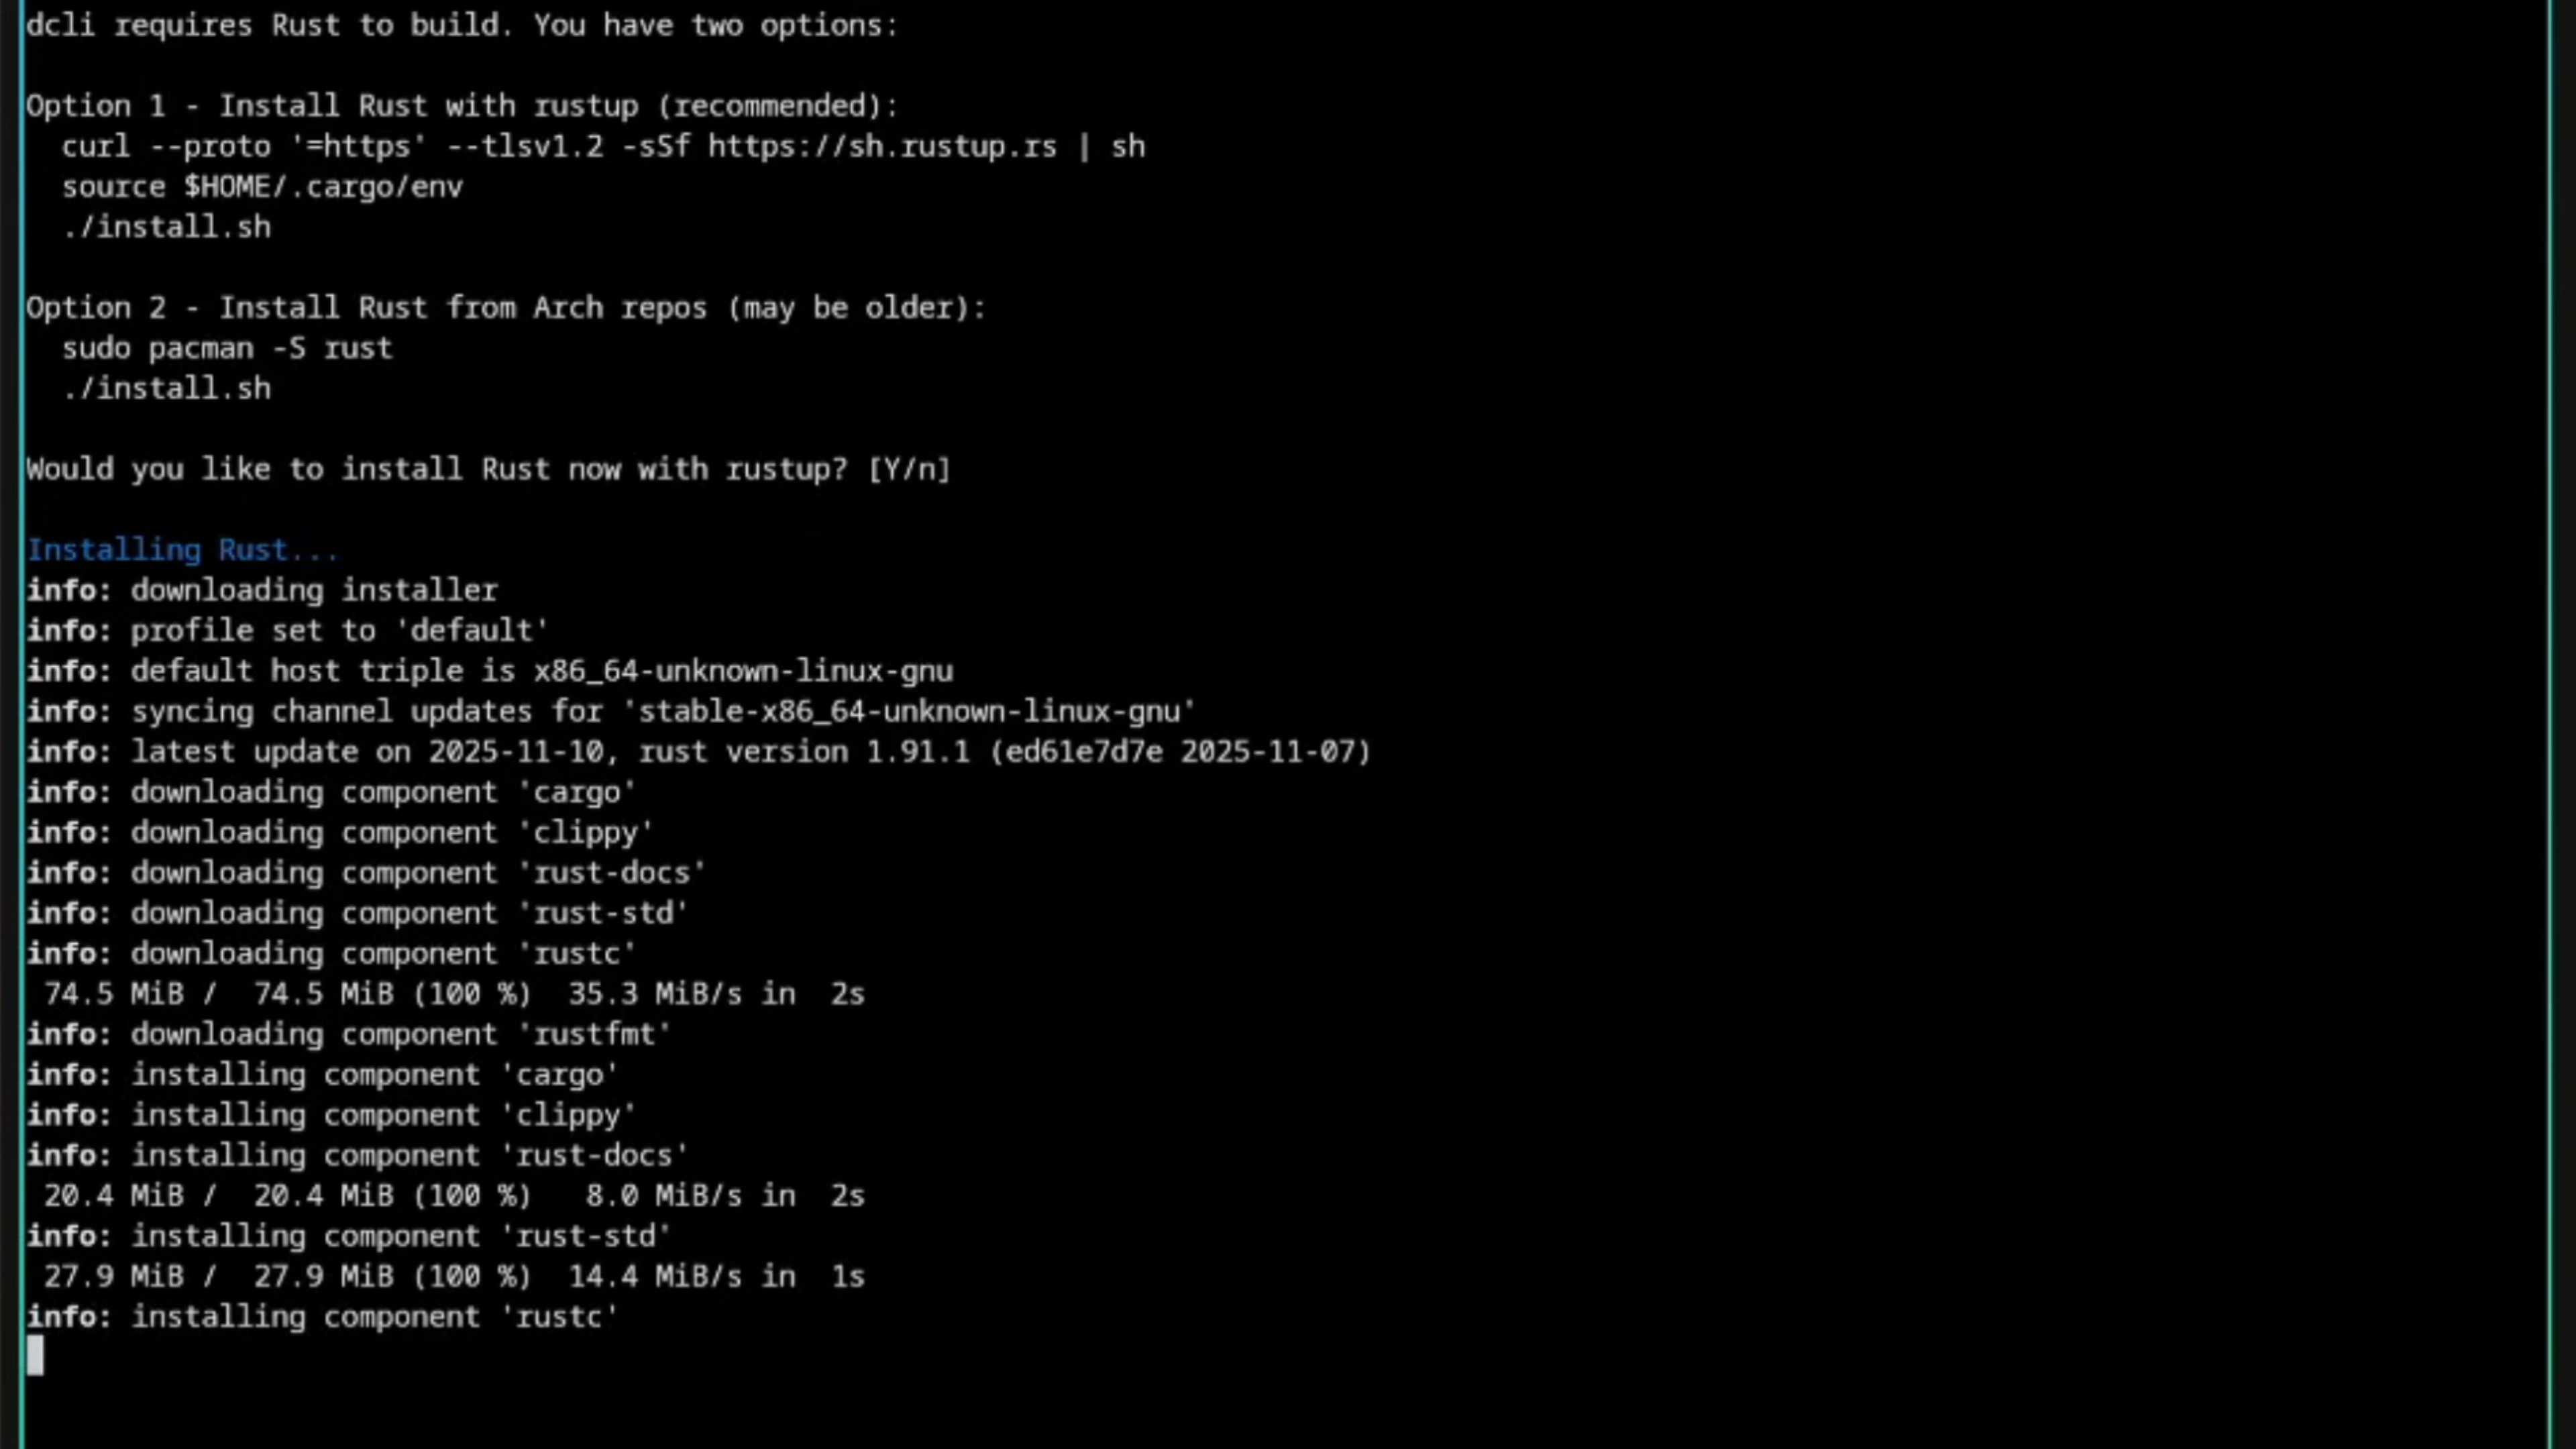 dcli requires Rust to build. You have two options:
Option 1 - Install Rust with rustup (recommended):
curl --proto '=https' --tlsv1.2 -sSf https://sh.rustup.rs | sh
source $HOME/.cargo/env
./install.sh
Option 2 - Install Rust from Arch repos (may be older):
sudo pacman -S rust
./install.sh
Would you like to install Rust now with rustup? [Y/n]
Installing Rust...
info: downloading installer
info: profile set to 'default'
info: default host triple is x86_64-unknown-linux-gnu
info: syncing channel updates for 'stable-x86_64-unknown-linux-gnu'
info: latest update on 2025-11-10, rust version 1.91.1 (ed61e7d7e 2025-11-07)
info: downloading component 'cargo'
info: downloading component 'clippy'
info: downloading component 'rust-docs'
info: downloading component 'rust-std'
info: downloading component 'rustc'
74.5 MiB / 74.5 MiB (100 %) 35.3 MiB/s in 2s
info: downloading component 'rustfmt'
info: installing component 'cargo'
info: installing component 'clippy'
info: installing component 'rust-docs'
20.4 MiB / 20.4 MiB (100 %) 8.0 MiB/s in 2s
info: installing component 'rust-std'
27.9 MiB / 27.9 MiB (100 %) 14.4 MiB/s in 1s
info: installing component 'rustc'